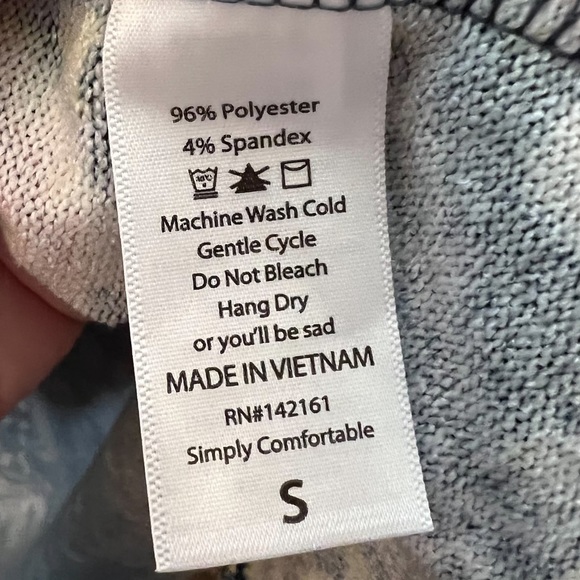 96% Polyester
4% Spandex
Machine Wash Cold
Gentle Cycle
Do Not Bleach
Hang Dry
or you'll be sad
MADE IN VIETNAM
RN#142161
Simply Comfortable
S